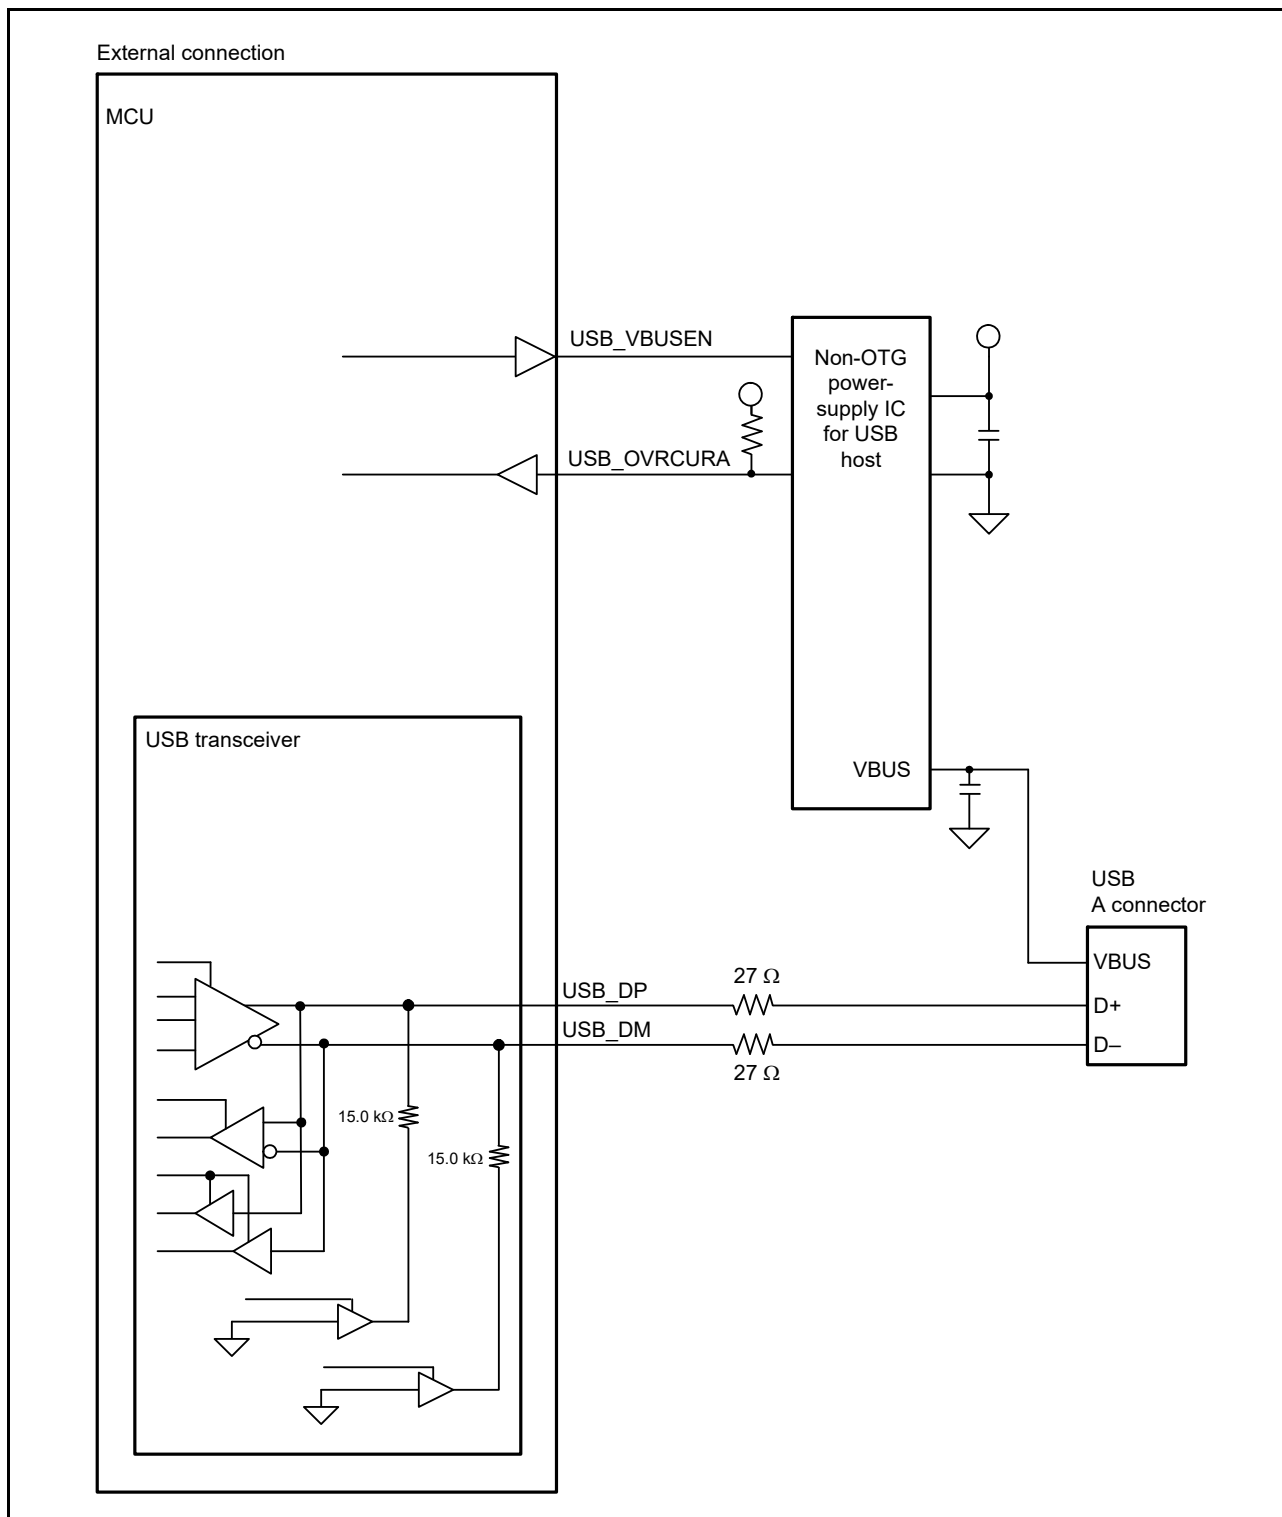 External connection
MCU
USB_VBUSEN
Non-OTG
power-
supply IC
for USB
host
USB_OVRCURA
USB transceiver
VBUS
USB
A connector
VBUS
27 Ω
USB_DP
D+
USB_DM
D–
27 Ω
15.0 kΩ
15.0 kΩ